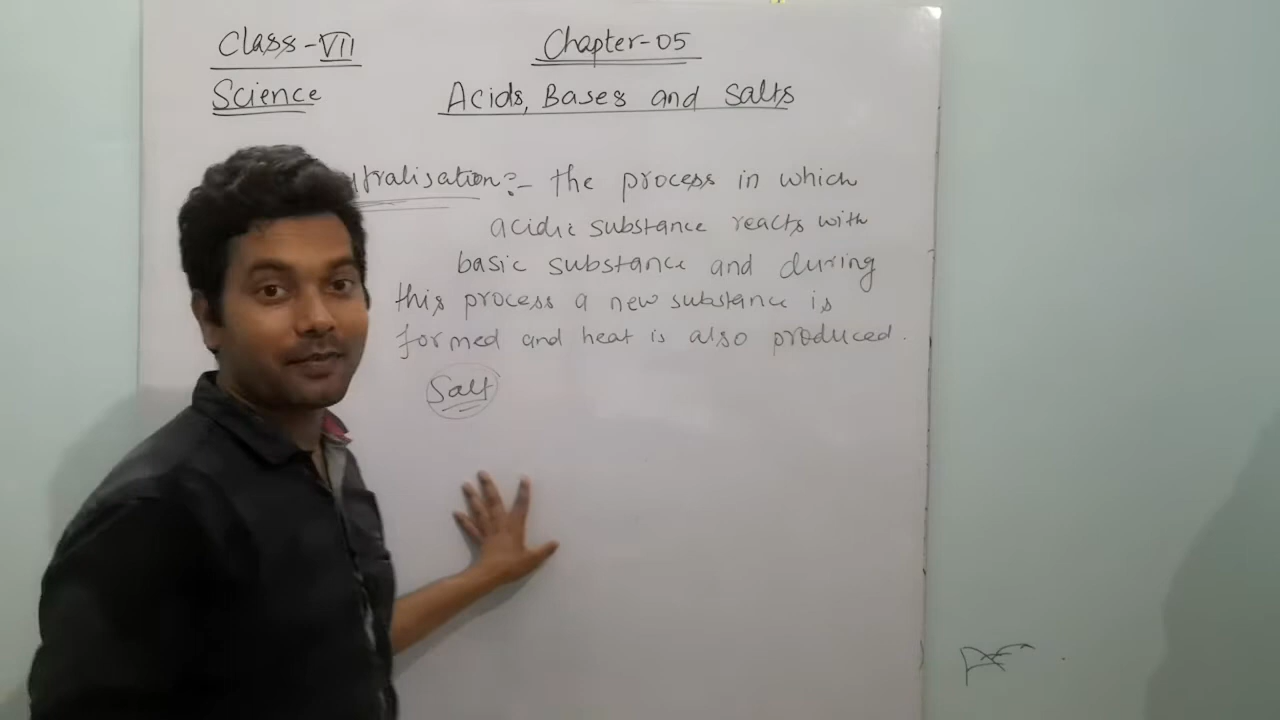 Class-VII
Science
Chapter-05
Acids, Bases and Salts
utralisation:- the process in which
acidic substance reacts with
basic substance and during
this process a new substance is
formed and heat is also produced.
Salt